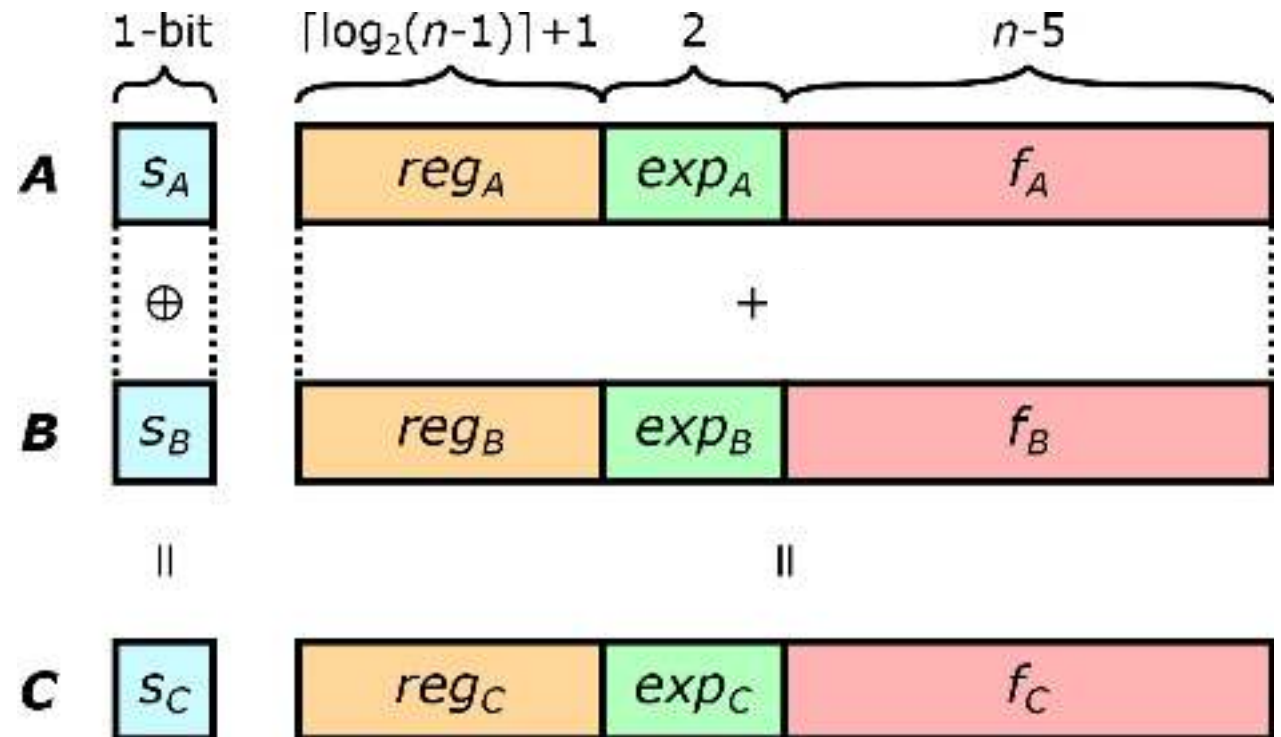 1-bit ⌈log₂(n-1)⌉+1 2 n-5
A s_A reg_A exp_A f_A
⊕ +
B s_B reg_B exp_B f_B
= =
C s_C reg_C exp_C f_C